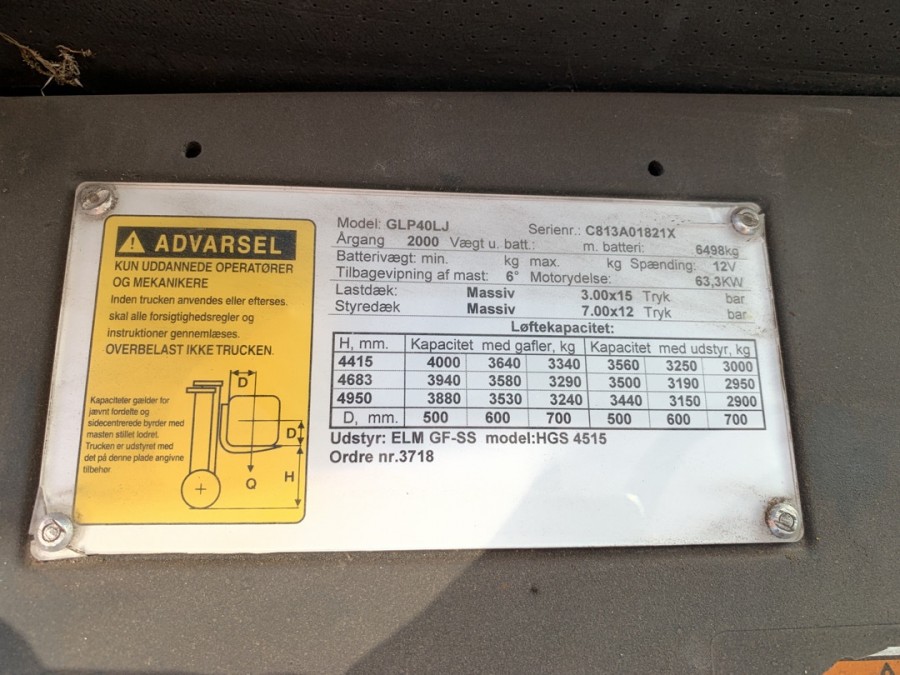 ADVARSEL
KUN UDDANNEDE OPERATØRER
OG MEKANIKERE
Inden trucken anvendes eller efterses.
skal alle forsigtighedsregler og
instruktioner gennemlæses.
OVERBELAST IKKE TRUCKEN.
Kapaciteter gælder for
jævnt fordelte og
sidecentrerede byrder med
masten stillet lodret.
Trucken er udstyret med
det på denne plade angivne
tilbehør
D
D
H
Q
Model: GLP40LJ Serienr.: C813A01821X
Årgang 2000 Vægt u. batt.: m. batteri: 6498kg
Batterivægt: min. kg max. kg Spænding: 12V
Tilbagevipning af mast: 6° Motorydelse: 63,3KW
Lastdæk: Massiv 3.00x15 Tryk bar
Styredæk Massiv 7.00x12 Tryk bar
Løftekapacitet:
H, mm. Kapacitet med gafler, kg Kapacitet med udstyr, kg
4415 4000 3640 3340 3560 3250 3000
4683 3940 3580 3290 3500 3190 2950
4950 3880 3530 3240 3440 3150 2900
D, mm. 500 600 700 500 600 700
Udstyr: ELM GF-SS model:HGS 4515
Ordre nr.3718